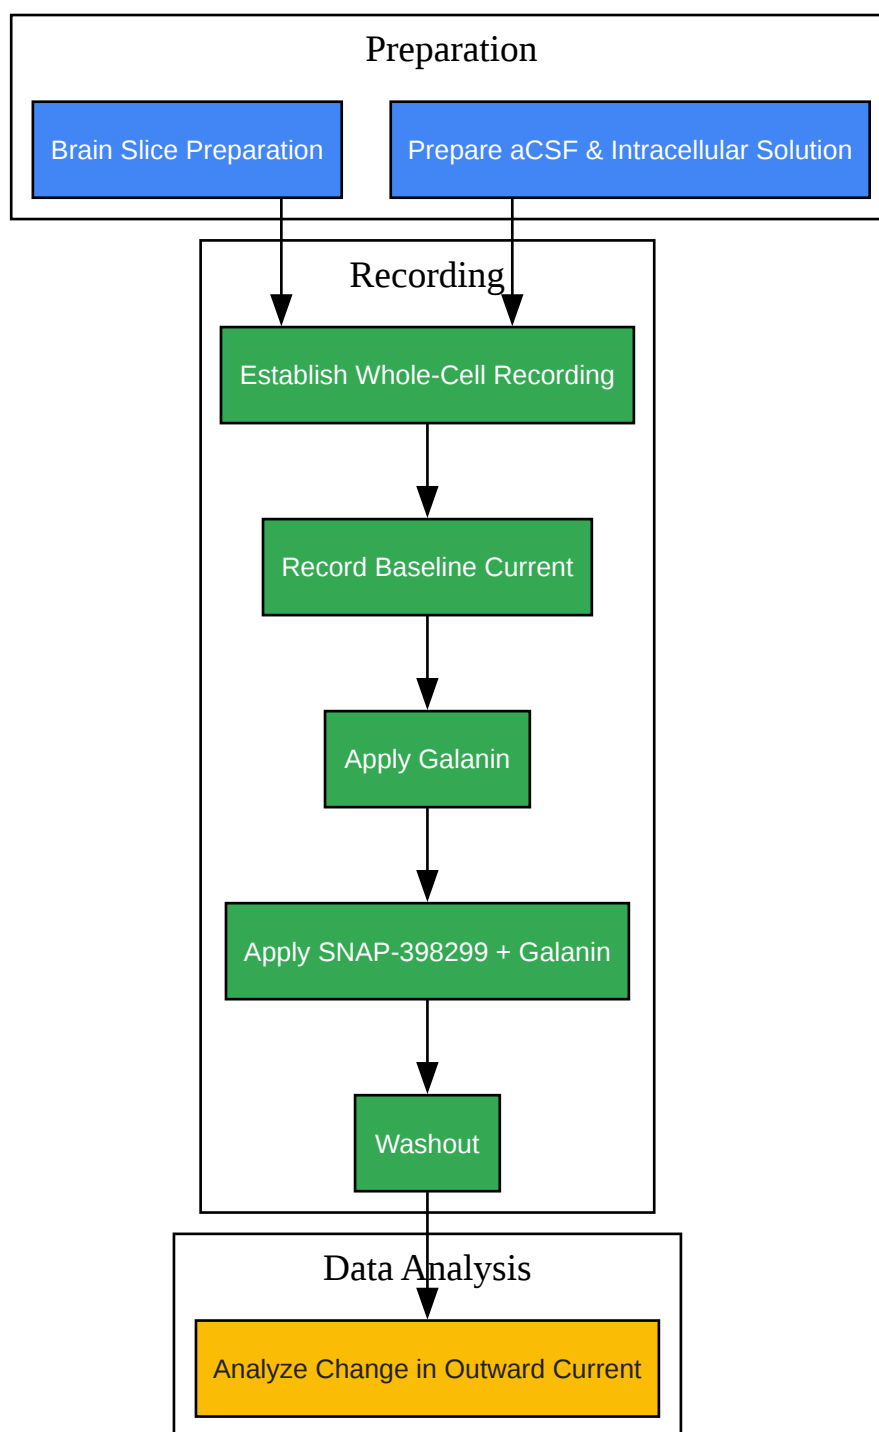 Preparation
Brain Slice Preparation
Prepare aCSF & Intracellular Solution
Recording
Establish Whole-Cell Recording
Record Baseline Current
Apply Galanin
Apply SNAP-398299 + Galanin
Washout
Data Analysis
Analyze Change in Outward Current